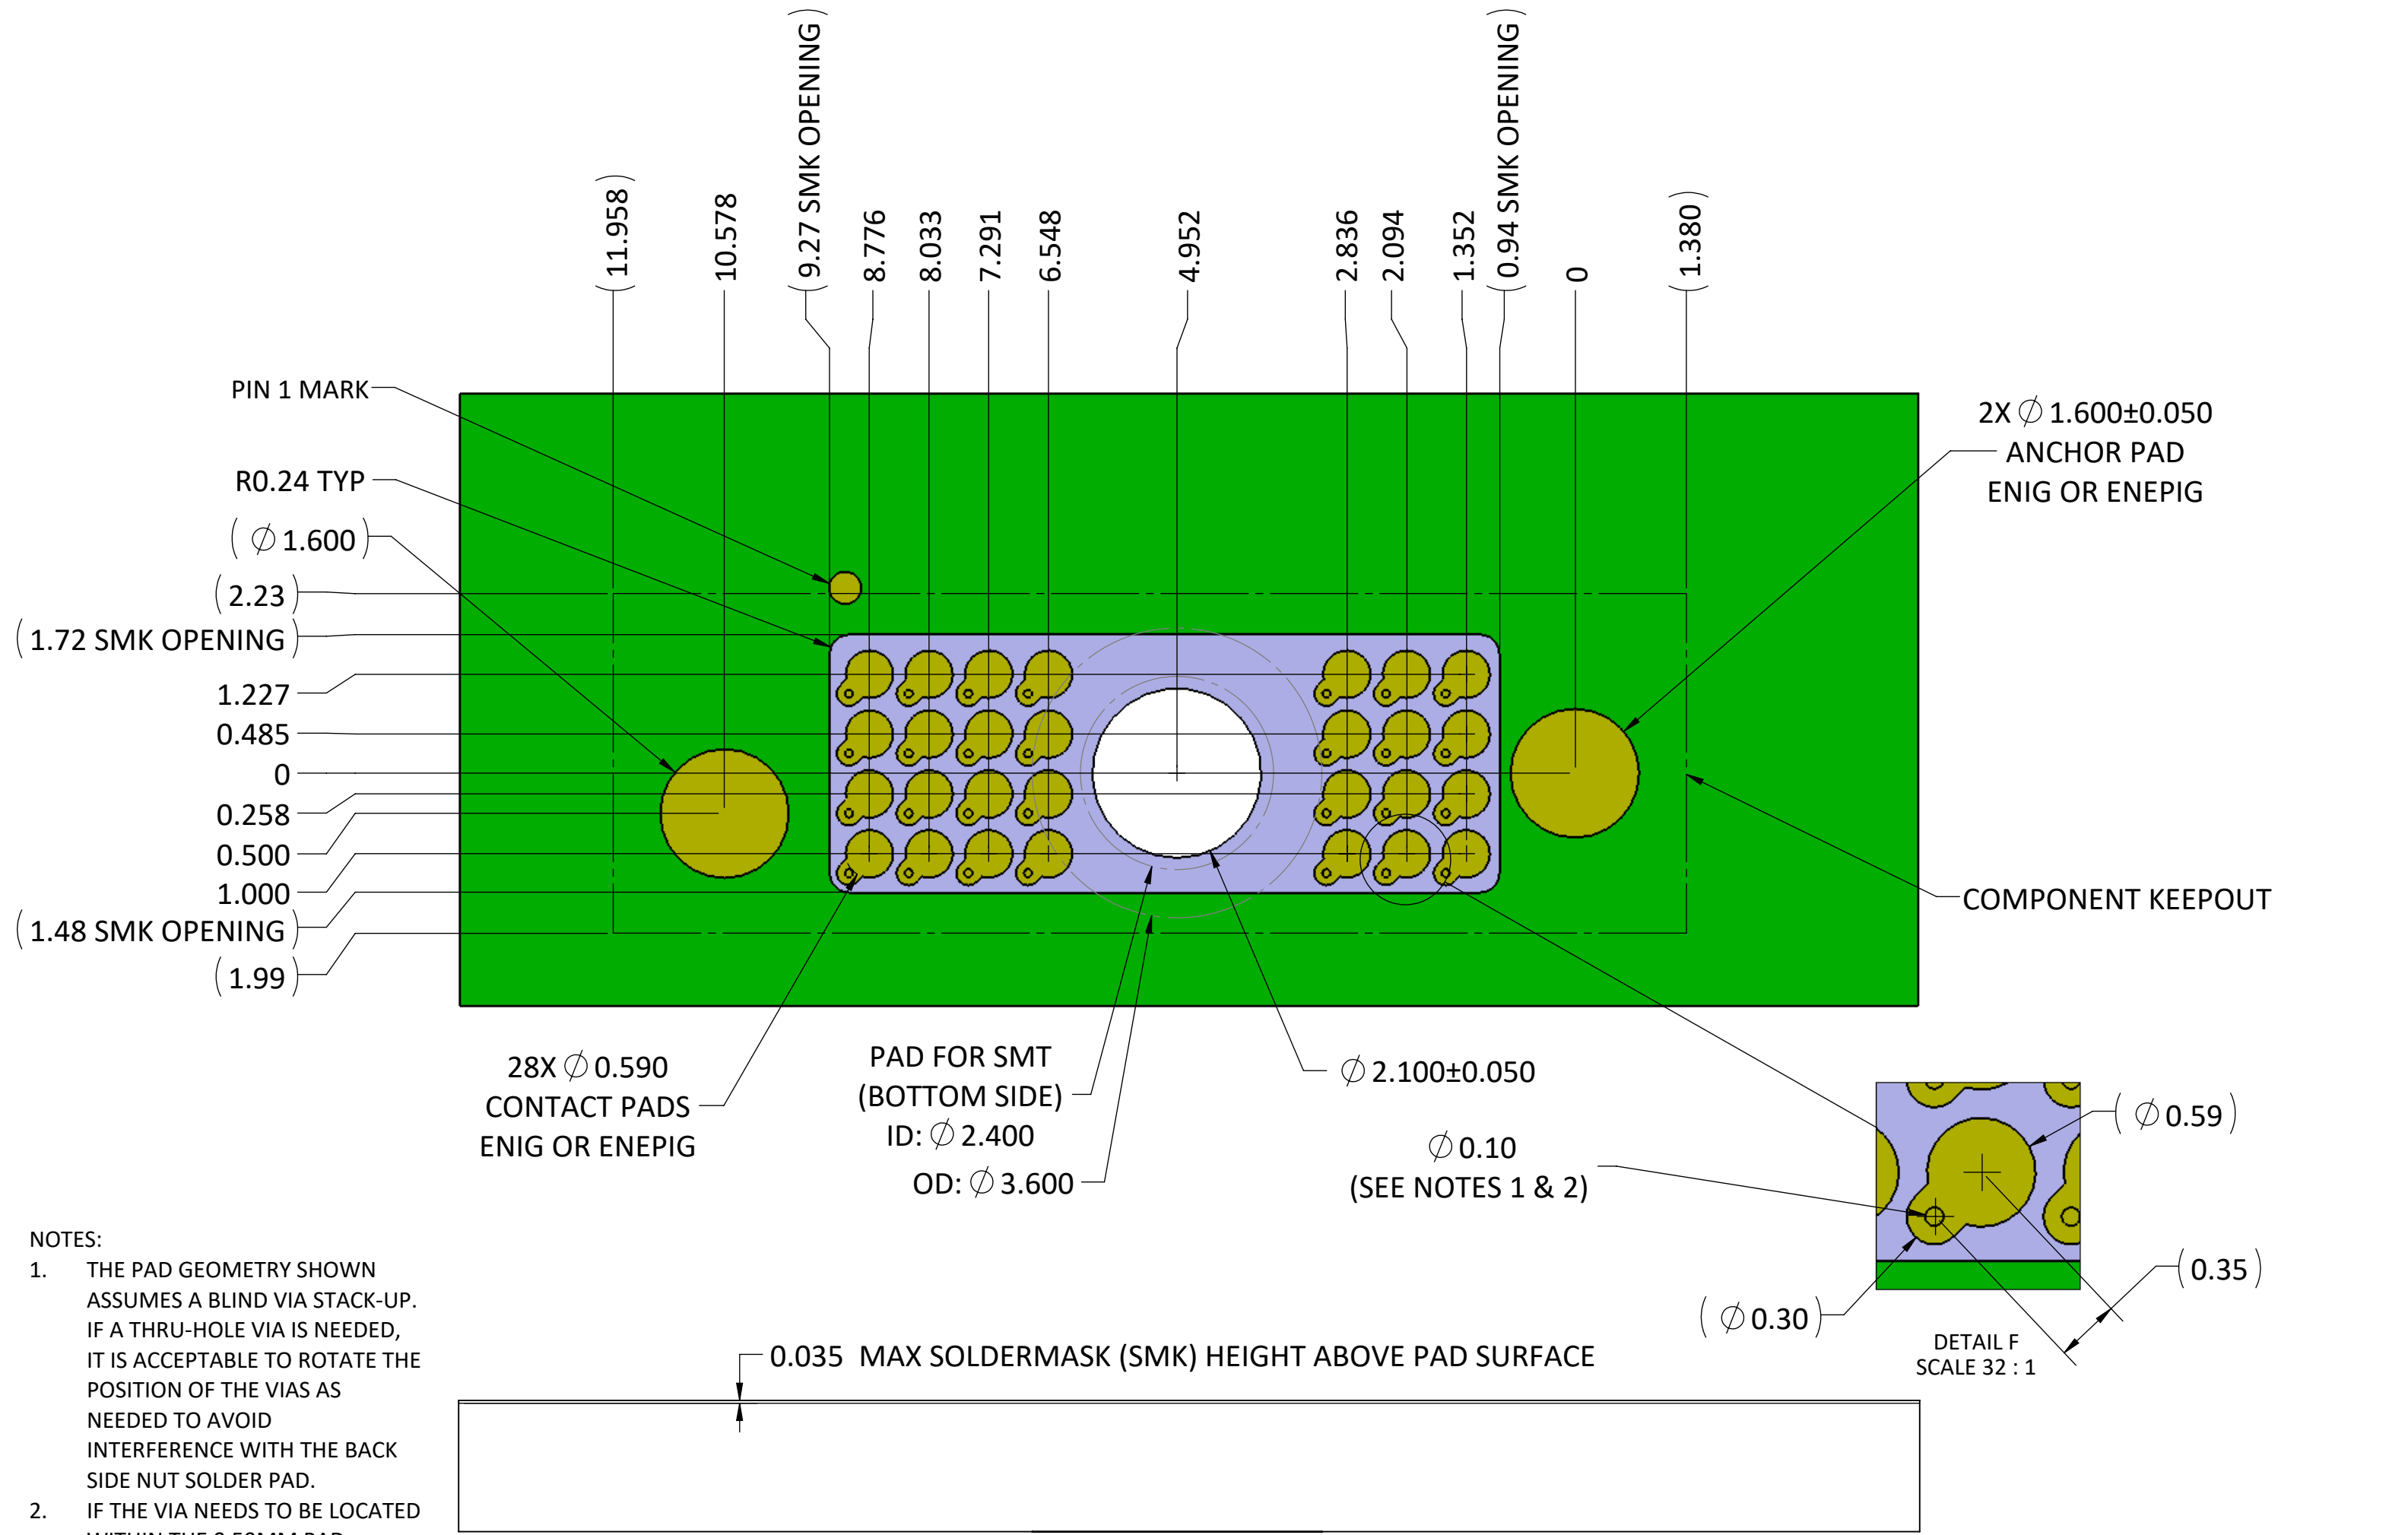 (11.958)
10.578
(9.27 SMK OPENING)
8.776
8.033
7.291
6.548
4.952
2.836
2.094
1.352
(0.94 SMK OPENING)
0
(1.380)
PIN 1 MARK
R0.24 TYP
(∅ 1.600)
(2.23)
(1.72 SMK OPENING)
1.227
0.485
0
0.258
0.500
1.000
(1.48 SMK OPENING)
(1.99)
2X ∅ 1.600±0.050
ANCHOR PAD
ENIG OR ENEPIG
COMPONENT KEEPOUT
28X ∅ 0.590
CONTACT PADS
ENIG OR ENEPIG
PAD FOR SMT
(BOTTOM SIDE)
ID: ∅ 2.400
OD: ∅ 3.600
∅ 2.100±0.050
∅ 0.10
(SEE NOTES 1 & 2)
(∅ 0.59)
(0.35)
(∅ 0.30)
DETAIL F
SCALE 32 : 1
0.035 MAX SOLDERMASK (SMK) HEIGHT ABOVE PAD SURFACE
NOTES:
1. THE PAD GEOMETRY SHOWN
ASSUMES A BLIND VIA STACK-UP.
IF A THRU-HOLE VIA IS NEEDED,
IT IS ACCEPTABLE TO ROTATE THE
POSITION OF THE VIAS AS
NEEDED TO AVOID
INTERFERENCE WITH THE BACK
SIDE NUT SOLDER PAD.
2. IF THE VIA NEEDS TO BE LOCATED